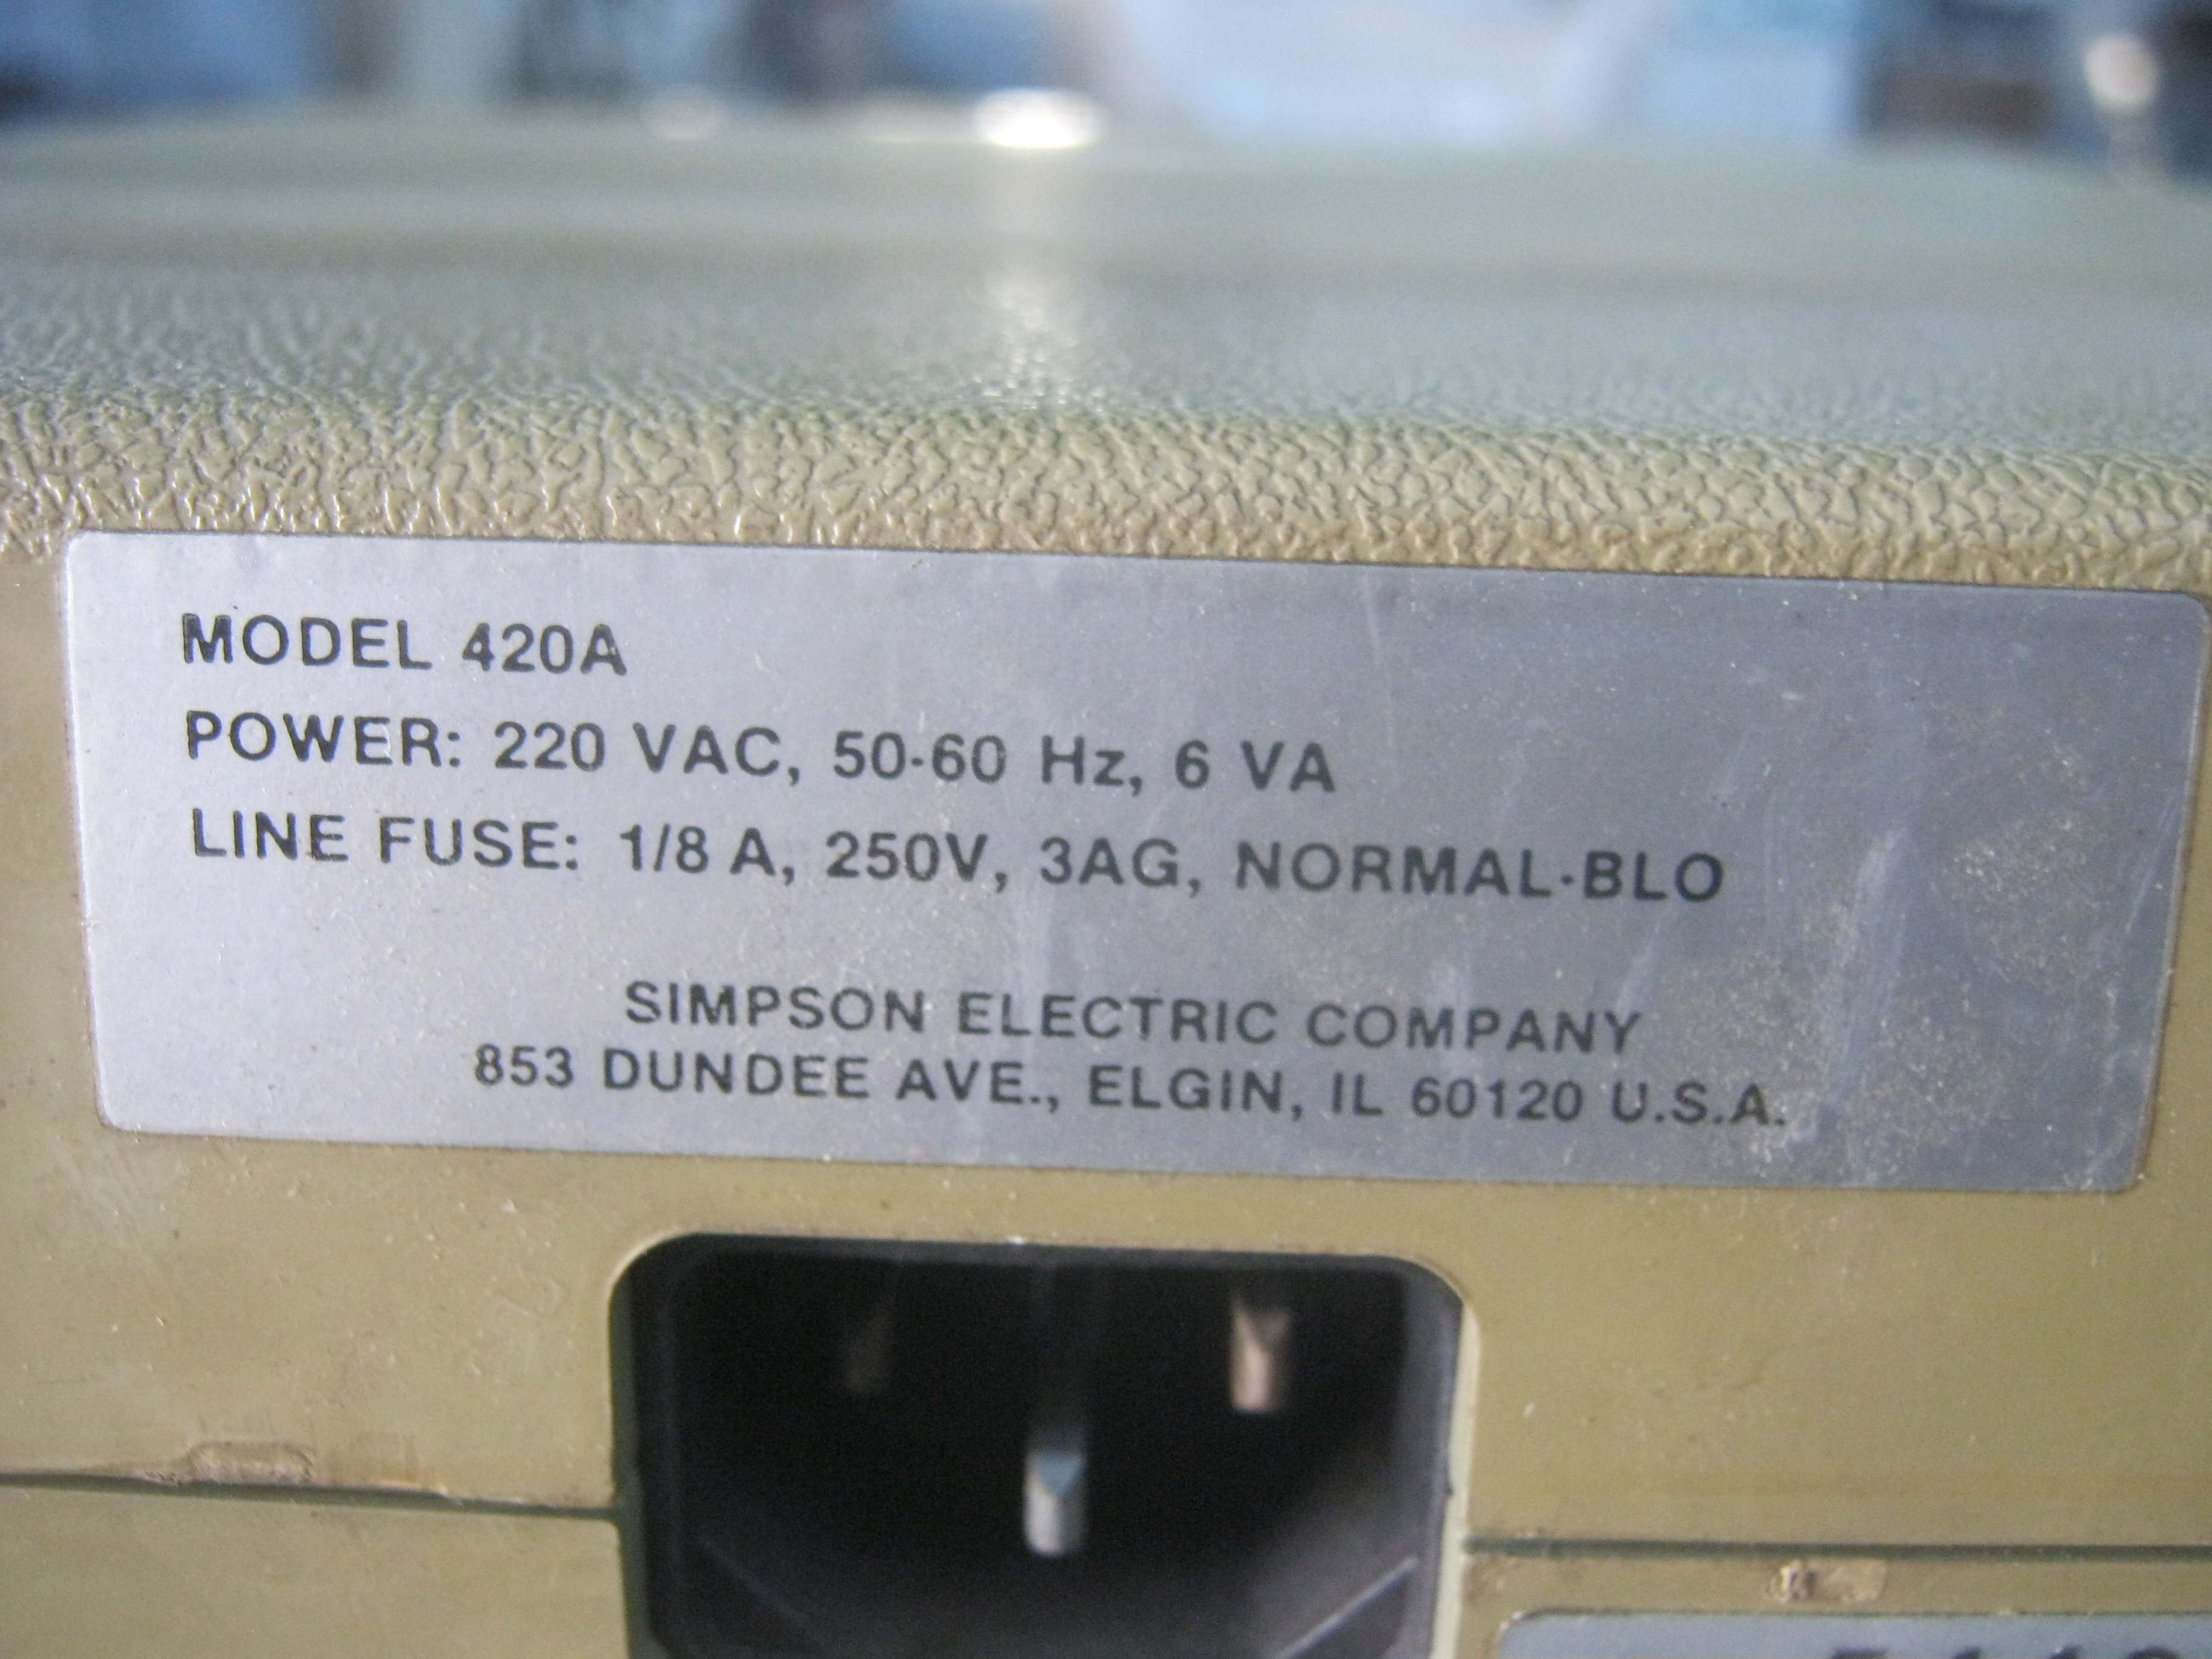 MODEL 420A
POWER: 220 VAC, 50-60 Hz, 6 VA
LINE FUSE: 1/8 A, 250V, 3AG, NORMAL-BLO
SIMPSON ELECTRIC COMPANY
853 DUNDEE AVE., ELGIN, IL 60120 U.S.A.